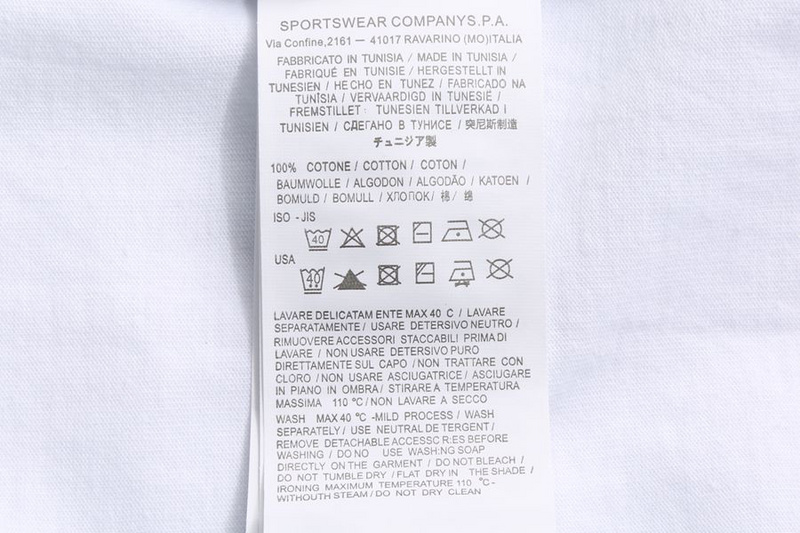 SPORTSWEAR COMPANYS.P.A.
Via Confine,2161 — 41017 RAVARINO (MO)ITALIA
FABBRICATO IN TUNISIA / MADE IN TUNISIA /
FABRIQUÉ EN TUNISIE / HERGESTELLT IN
TUNESIEN / HECHO EN TUNEZ / FABRICADO NA
TUNÍSIA / VERVAARDIGD IN TUNESIË /
FREMSTILLET: TUNESIEN TILLVERKAD I
TUNISIEN / СДЕГАНО В ТУНИСЕ / 突尼斯制造
チュニジア製
100% COTONE / COTTON / COTON /
BAUMWOLLE / ALGODON / ALGODÃO / KATOEN /
BOMULD / BOMULL / ХЛОПОК/ 棉/ 绵
ISO - JIS
40
USA
40
LAVARE DELICATAM ENTE MAX 40 C / LAVARE
SEPARATAMENTE / USARE DETERSIVO NEUTRO /
RIMUOVERE ACCESSORI STACCABILI PRIMA DI
LAVARE / NON USARE DETERSIVO PURO
DIRETTAMENTE SUL CAPO / NON TRATTARE CON
CLORO / NON USARE ASCIUGATRICE / ASCIUGARE
IN PIANO IN OMBRA/ STIRARE A TEMPERATURA
MASSIMA 110 °C/NON LAVARE A SECCO
WASH MAX 40 °C -MILD PROCESS / WASH
SEPARATELY / USE NEUTRAL DE TERGENT /
REMOVE DETACHABLE ACCESSC R:ES BEFORE
WASHING / DO NO USE WASH:NG SOAP
DIRECTLY ON THE GARMENT / DO NOT BLEACH /
DO NOT TUMBLE DRY / FLAT DRY IN THE SHADE /
IRONING MAXIMUM TEMPERATURE 110 °C -
WITHOUTH STEAM / DO NOT DRY CLEAN